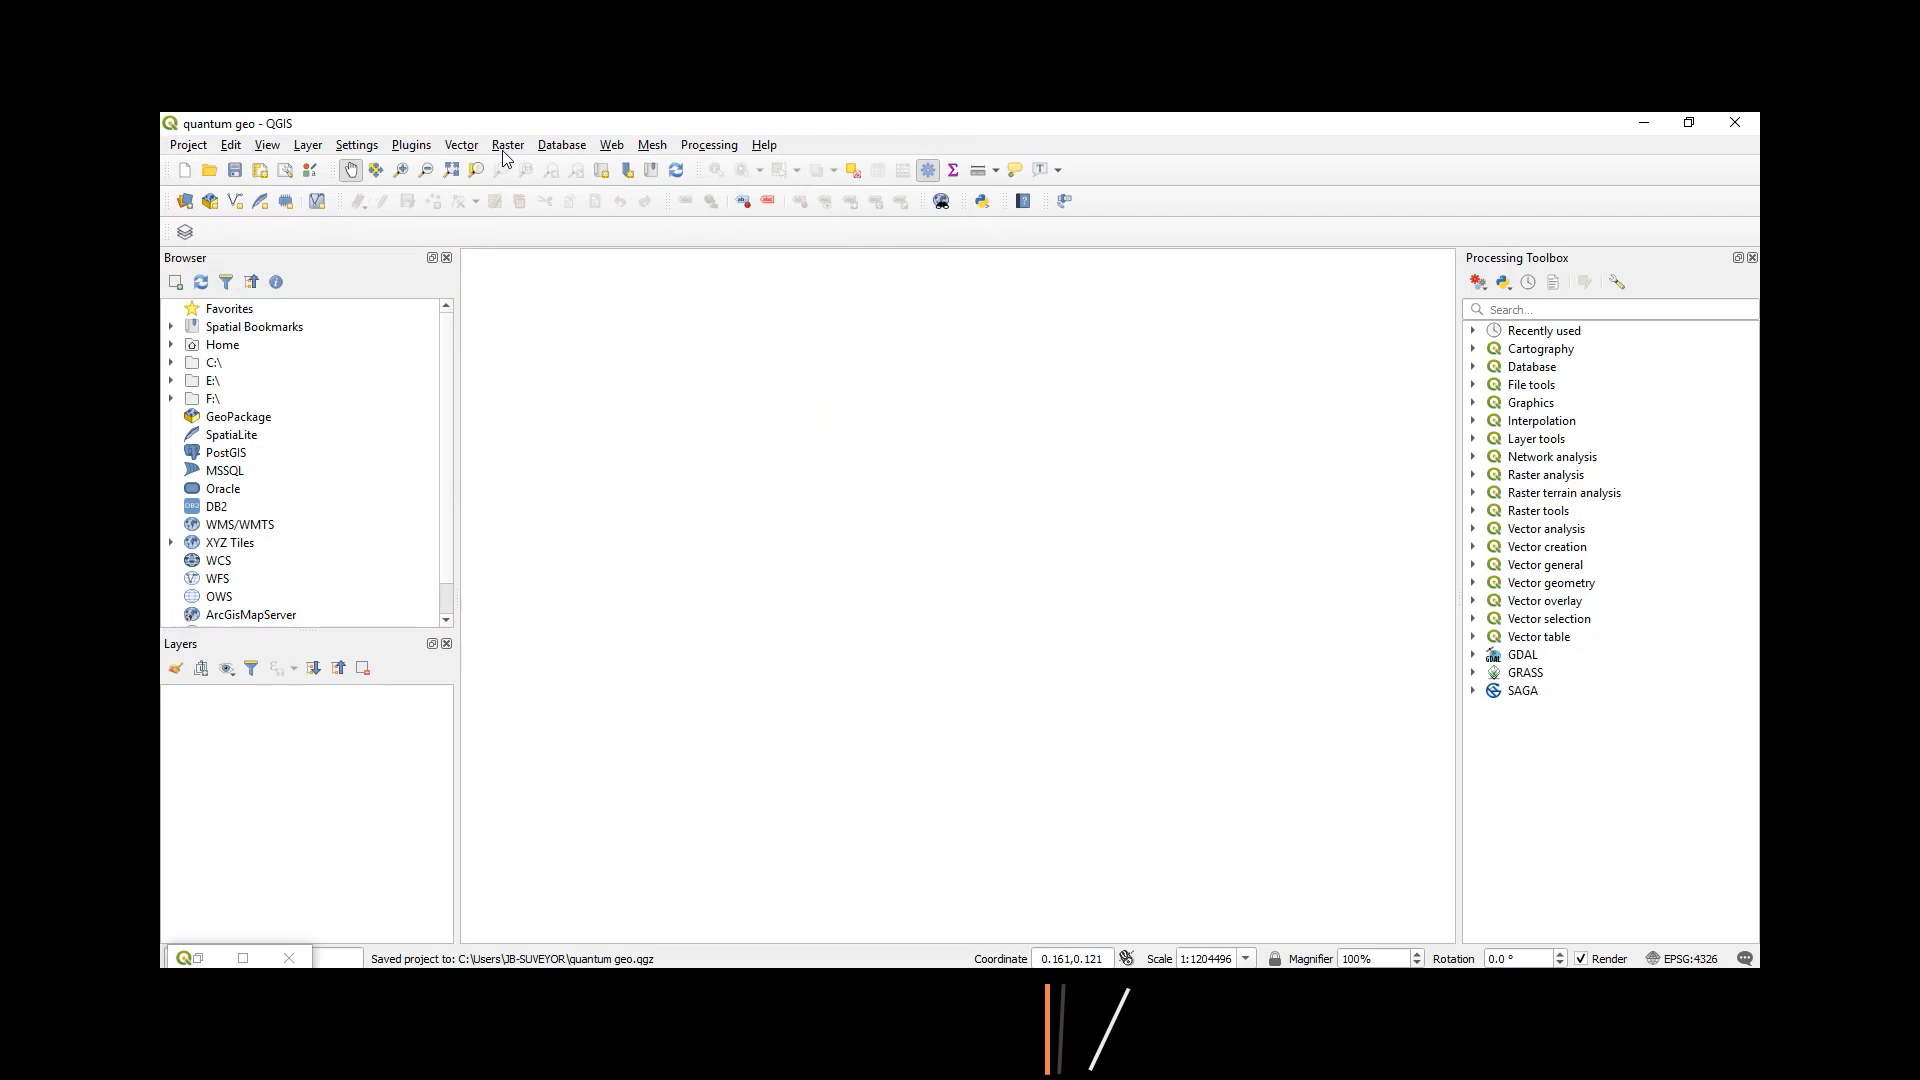 quantum geo - QGIS
Project Edit View Layer Settings Plugins Vector Raster Database Web Mesh Processing Help
Browser
Favorites
Spatial Bookmarks
Home
C:\
E:\
F:\
GeoPackage
SpatiaLite
PostGIS
MSSQL
Oracle
DB2
WMS/WMTS
XYZ Tiles
WCS
WFS
OWS
ArcGisMapServer
Layers
Processing Toolbox
Search...
Recently used
Cartography
Database
File tools
Graphics
Interpolation
Layer tools
Network analysis
Raster analysis
Raster terrain analysis
Raster tools
Vector analysis
Vector creation
Vector general
Vector geometry
Vector overlay
Vector selection
Vector table
GDAL
GRASS
SAGA
Saved project to: C:\Users\JB-SUVEYOR\quantum geo.qgz Coordinate 0.161,0.121 Scale 1:1204496 Magnifier 100% Rotation 0.0 ° Render EPSG:4326